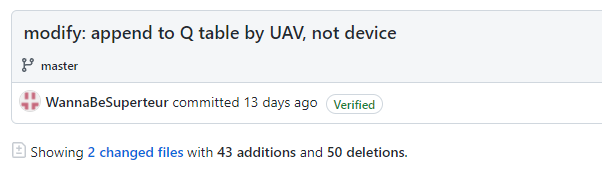 modify: append to Q table by UAV, not device
master
WannaBeSuperteur committed 13 days ago Verified
Showing 2 changed files with 43 additions and 50 deletions.